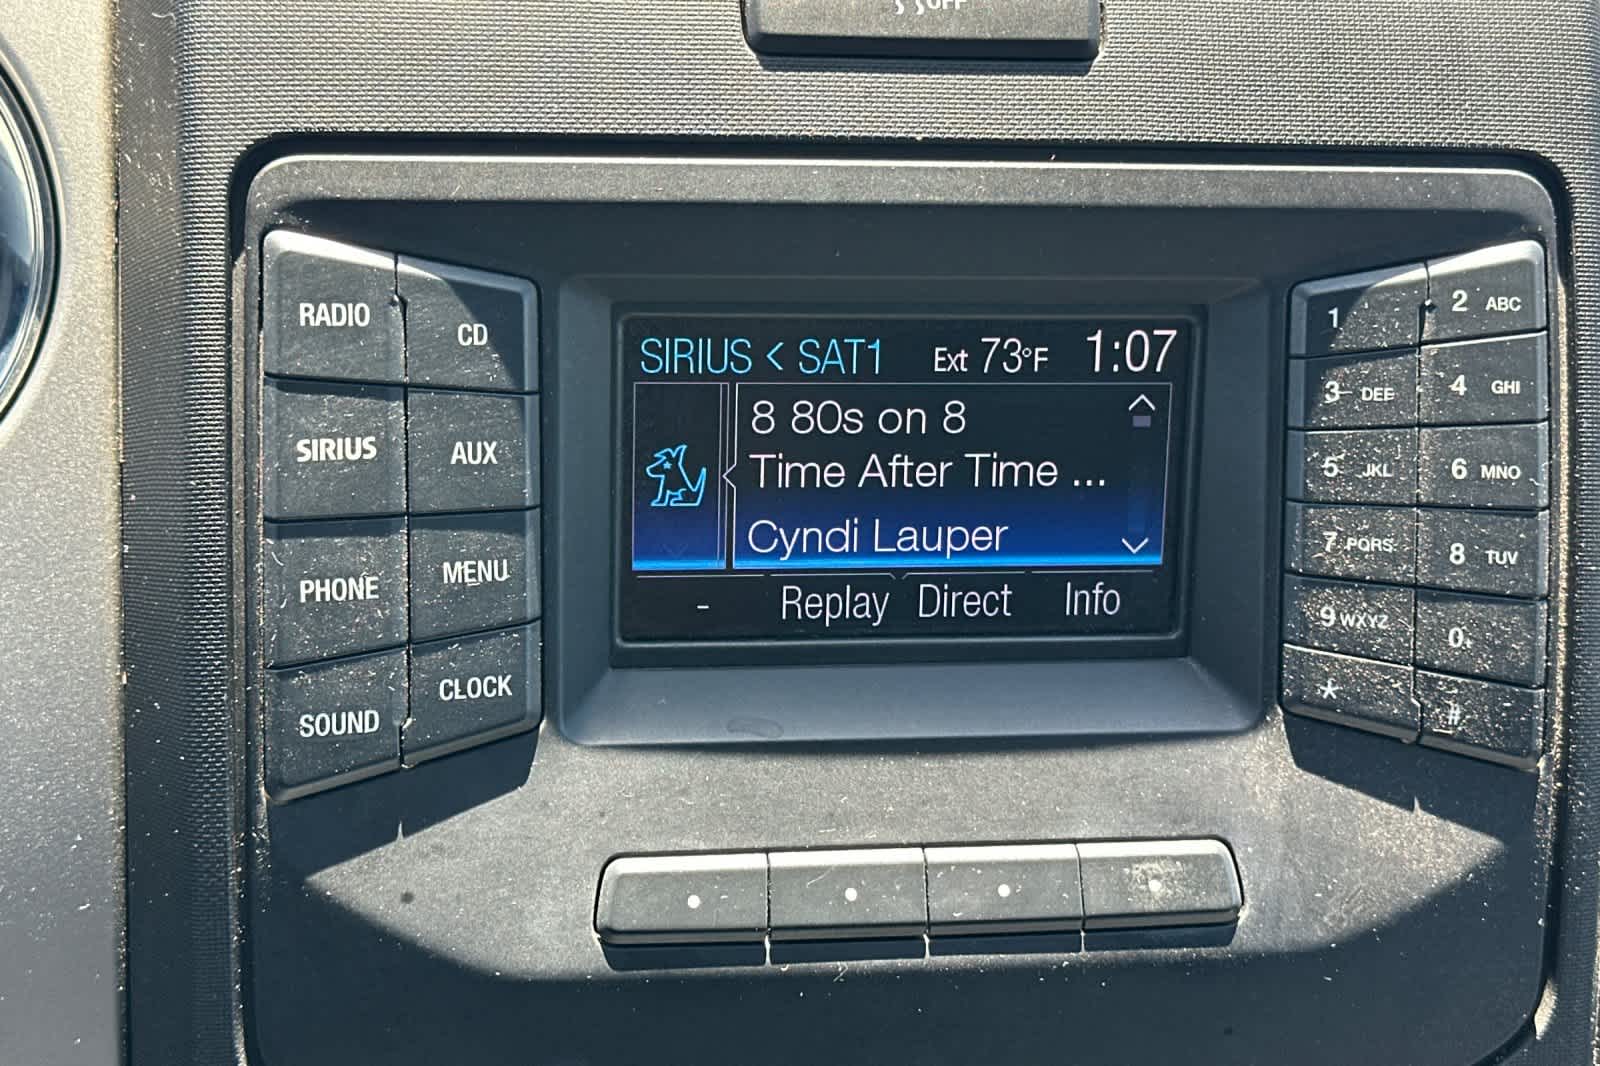 OFF
RADIO
CD
SIRIUS
AUX
PHONE
MENU
SOUND
CLOCK
SIRIUS < SAT1 Ext 73°F 1:07
8 80s on 8
Time After Time ...
Cyndi Lauper
- Replay Direct Info
1
2 ABC
3 DEF
4 GHI
5 JKL
6 MNO
7 PQRS
8 TUV
9 WXYZ
0
*
#